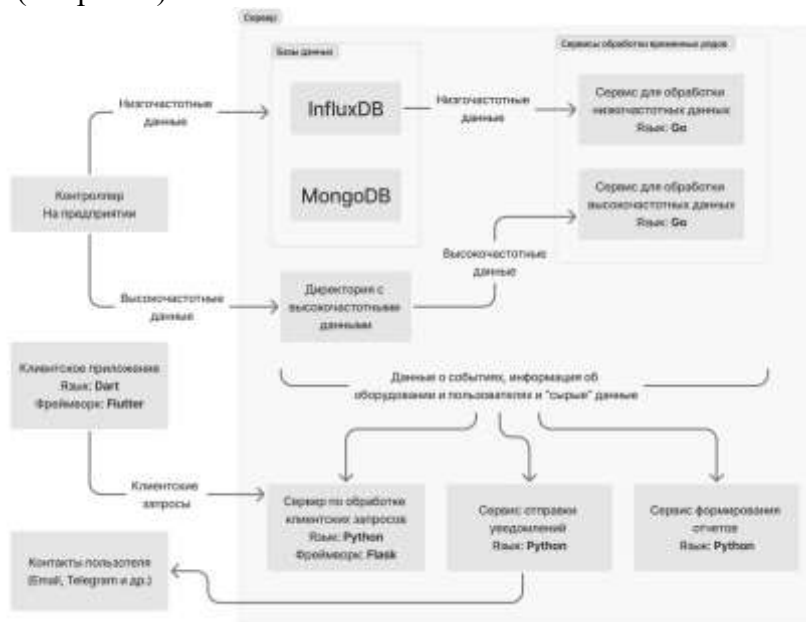 Сервер
Базы данных
Сервисы обработки временных рядов
Низкочастотные
данные
InfluxDB
Низкочастотные
данные
Сервис для обработки
низкочастотных данных
Язык: Go
Контроллер
На предприятии
MongoDB
Сервис для обработки
высокочастотных данных
Язык: Go
Высокочастотные
данные
Высокочастотные
данные
Директория с
высокочастотными
данными
Клиентское приложение
Язык: Dart
Фреймворк: Flutter
Данные о событиях, информация об
оборудовании и пользователях и "сырые" данные
Клиентские
запросы
Сервер по обработке
клиентских запросов
Язык: Python
Фреймворк: Flask
Сервис отправки
уведомлений
Язык: Python
Сервис формирования
отчетов
Язык: Python
Контакты пользователя
(Email, Telegram и др.)